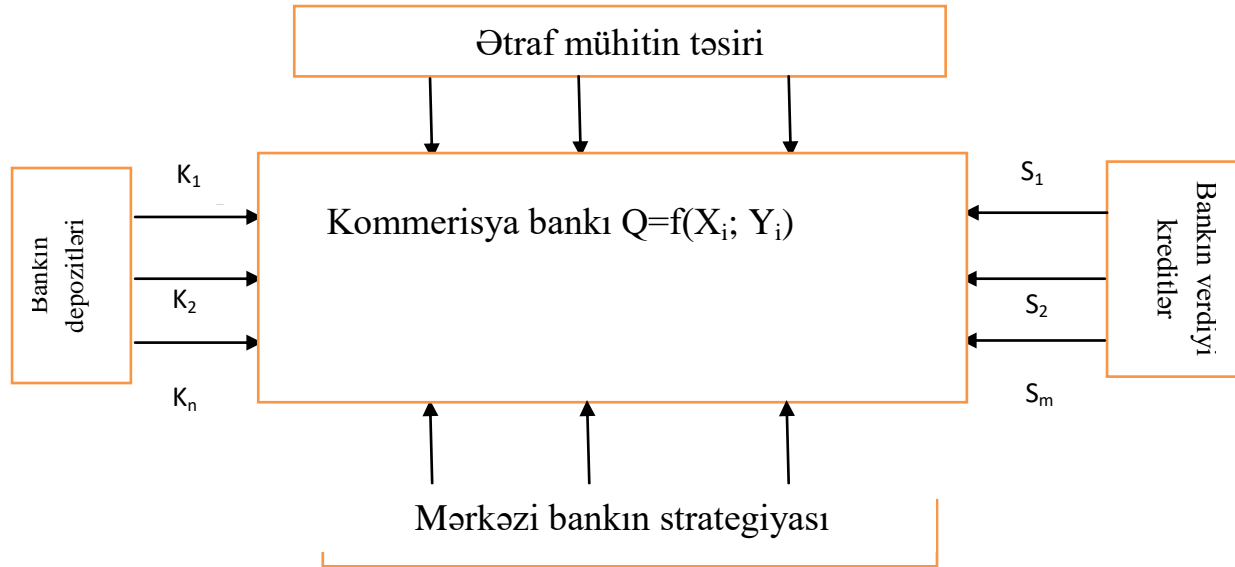 Ətraf mühitin təsiri
Bankın
depozitləri
K₁
K₂
Kₙ
Kommerisya bankı Q=f(Xᵢ; Yᵢ)
S₁
S₂
Sₘ
Bankın verdiyi
kreditlər
Mərkəzi bankın strategiyası